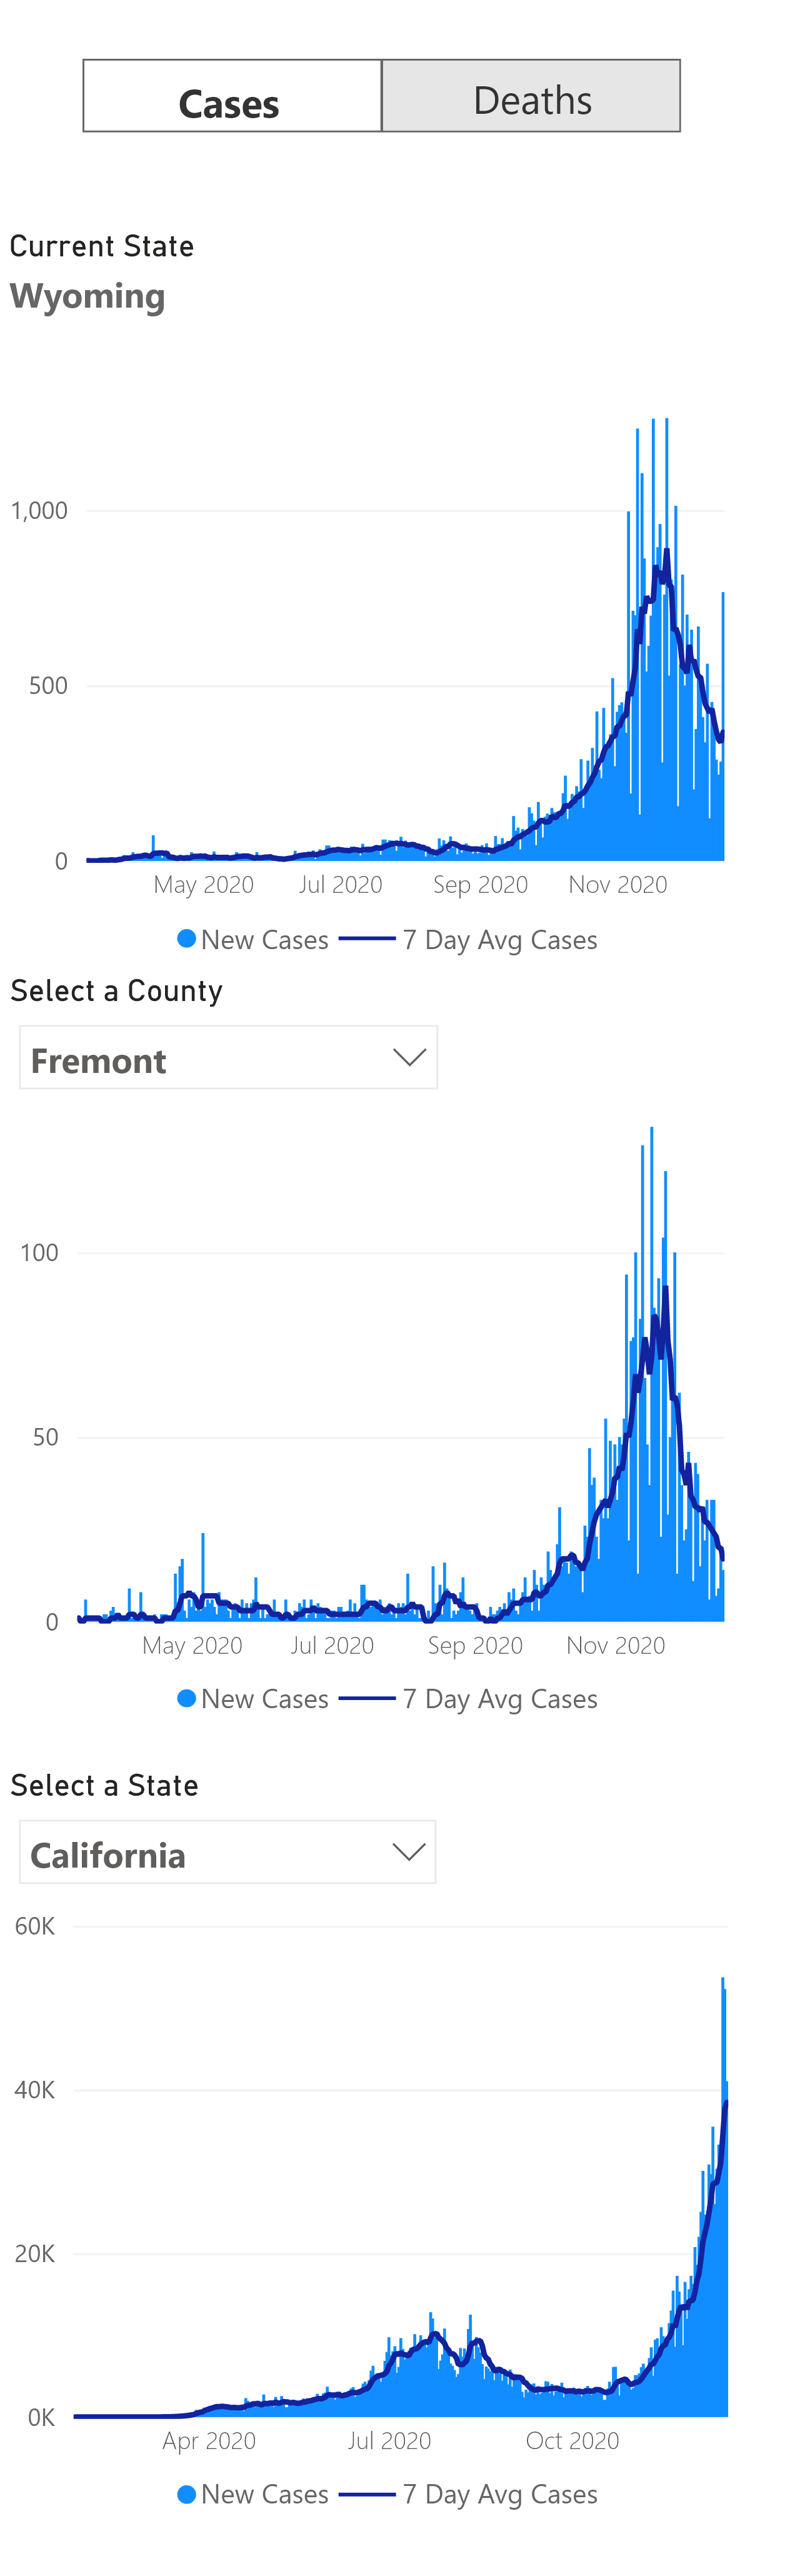 Cases Deaths
Current State
Wyoming
1,000
500
0
May 2020 Jul 2020 Sep 2020 Nov 2020
New Cases 7 Day Avg Cases
Select a County
Fremont
100
50
0
May 2020 Jul 2020 Sep 2020 Nov 2020
New Cases 7 Day Avg Cases
Select a State
California
60K
40K
20K
0K
Apr 2020 Jul 2020 Oct 2020
New Cases 7 Day Avg Cases